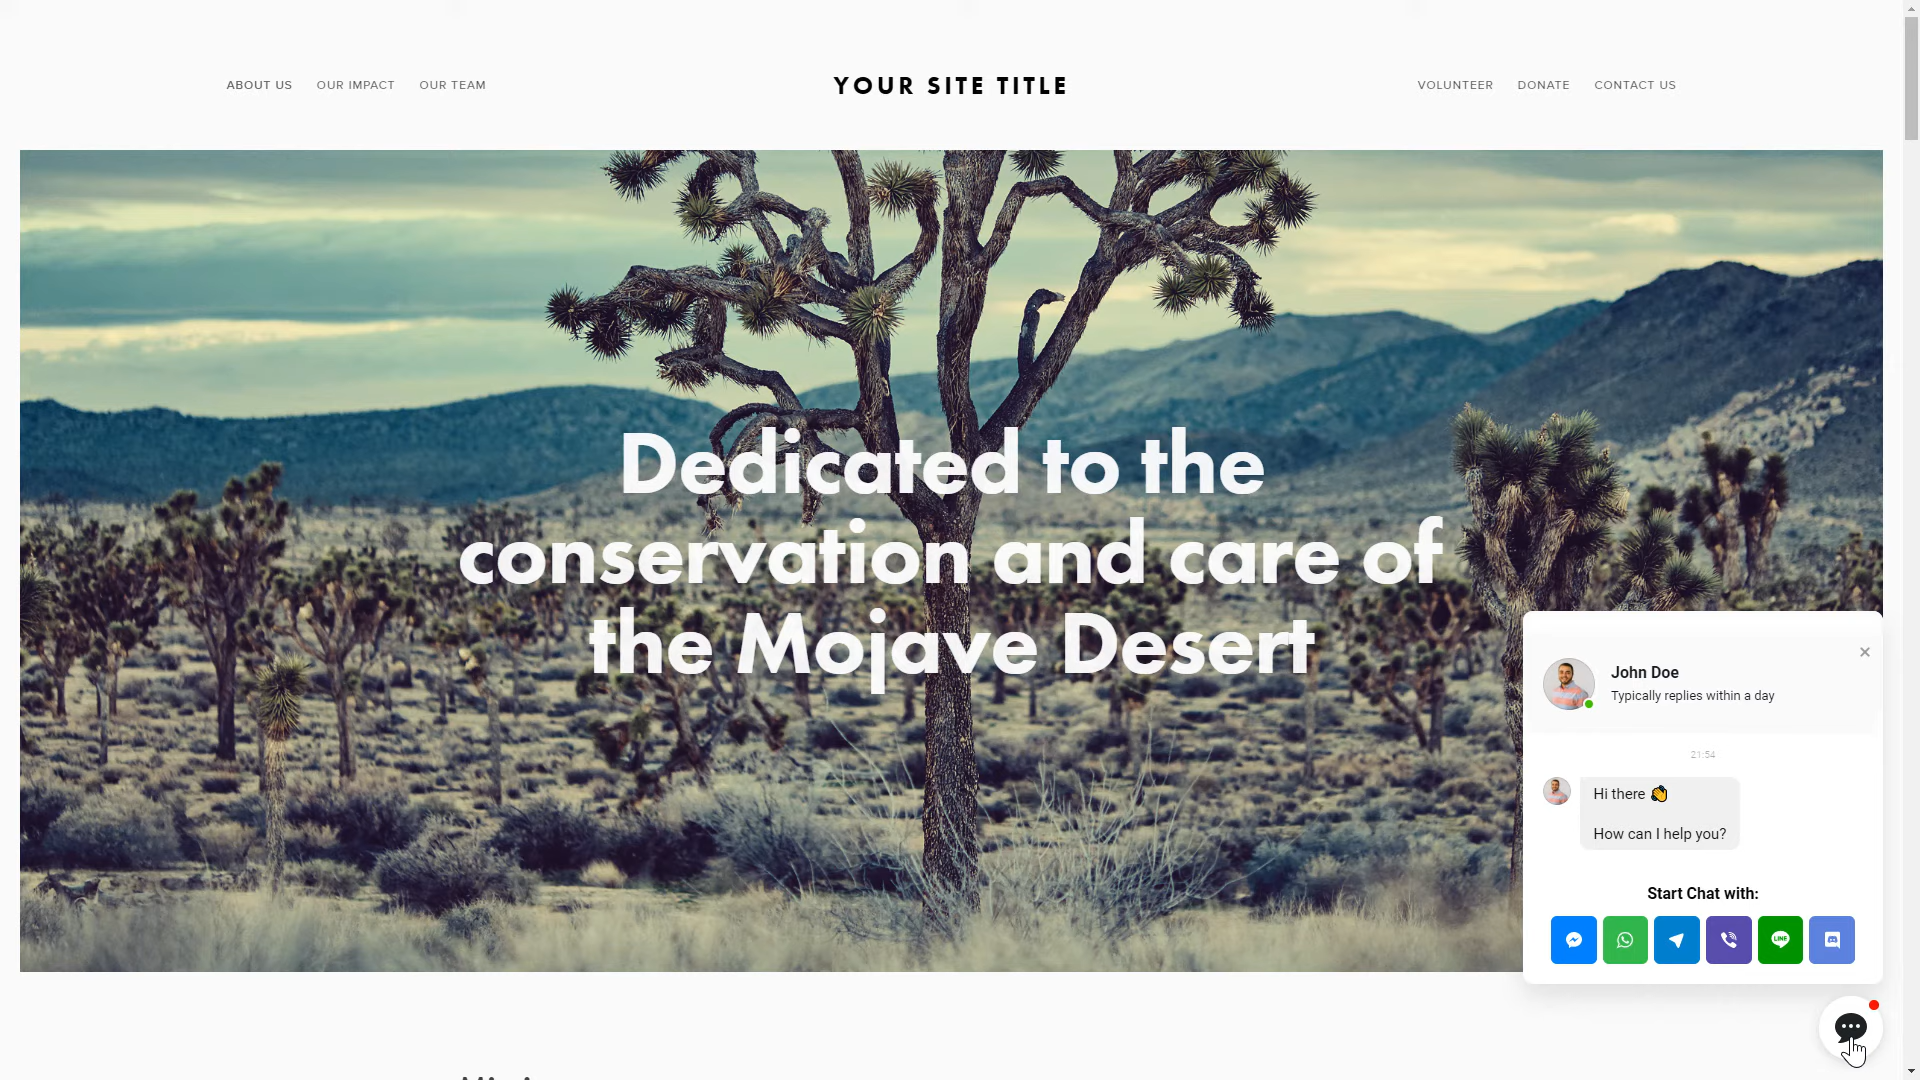 ABOUT US OUR IMPACT OUR TEAM
YOUR SITE TITLE
VOLUNTEER DONATE CONTACT US
Dedicated to the
conservation and care of
the Mojave Desert
John Doe
Typically replies within a day
21:54
Hi there
How can I help you?
Start Chat with:
LINE